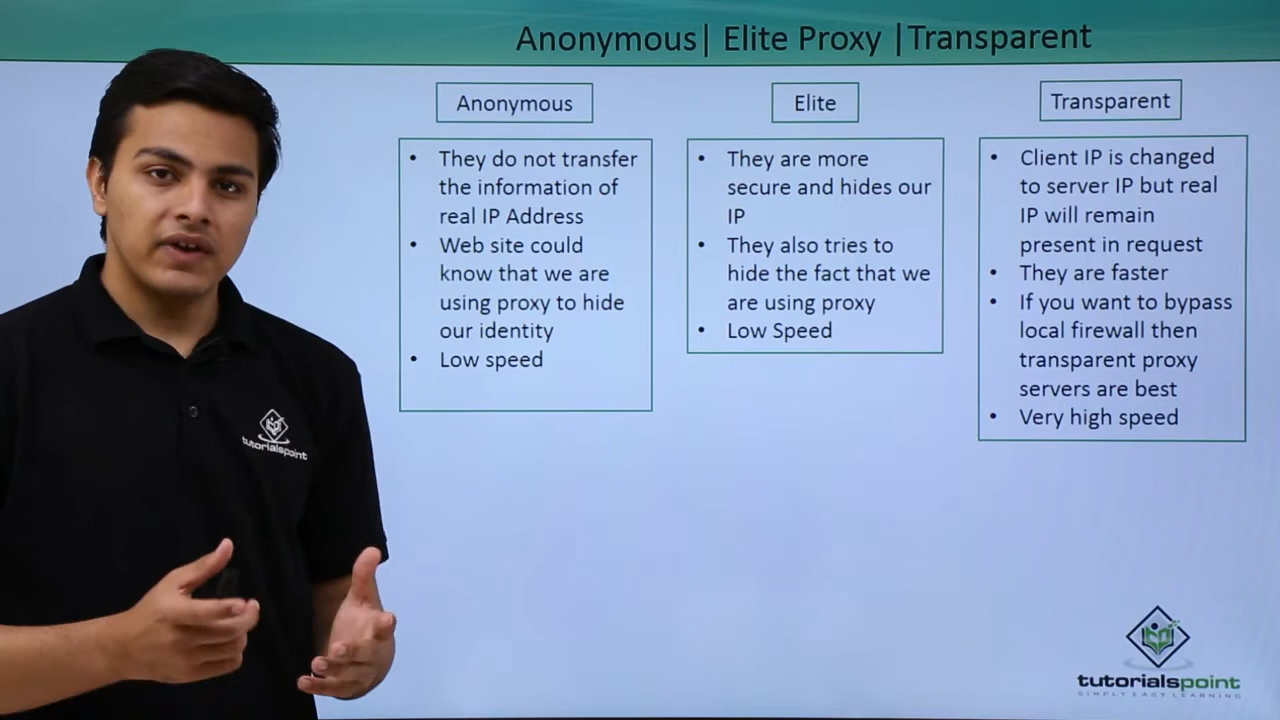 Anonymous| Elite Proxy |Transparent
Anonymous
• They do not transfer
the information of
real IP Address
• Web site could
know that we are
using proxy to hide
our identity
• Low speed
Elite
• They are more
secure and hides our
IP
• They also tries to
hide the fact that we
are using proxy
• Low Speed
Transparent
• Client IP is changed
to server IP but real
IP will remain
present in request
• They are faster
• If you want to bypass
local firewall then
transparent proxy
servers are best
• Very high speed
tutorialspoint
tutorialspoint
SIMPLY EASY LEARNING